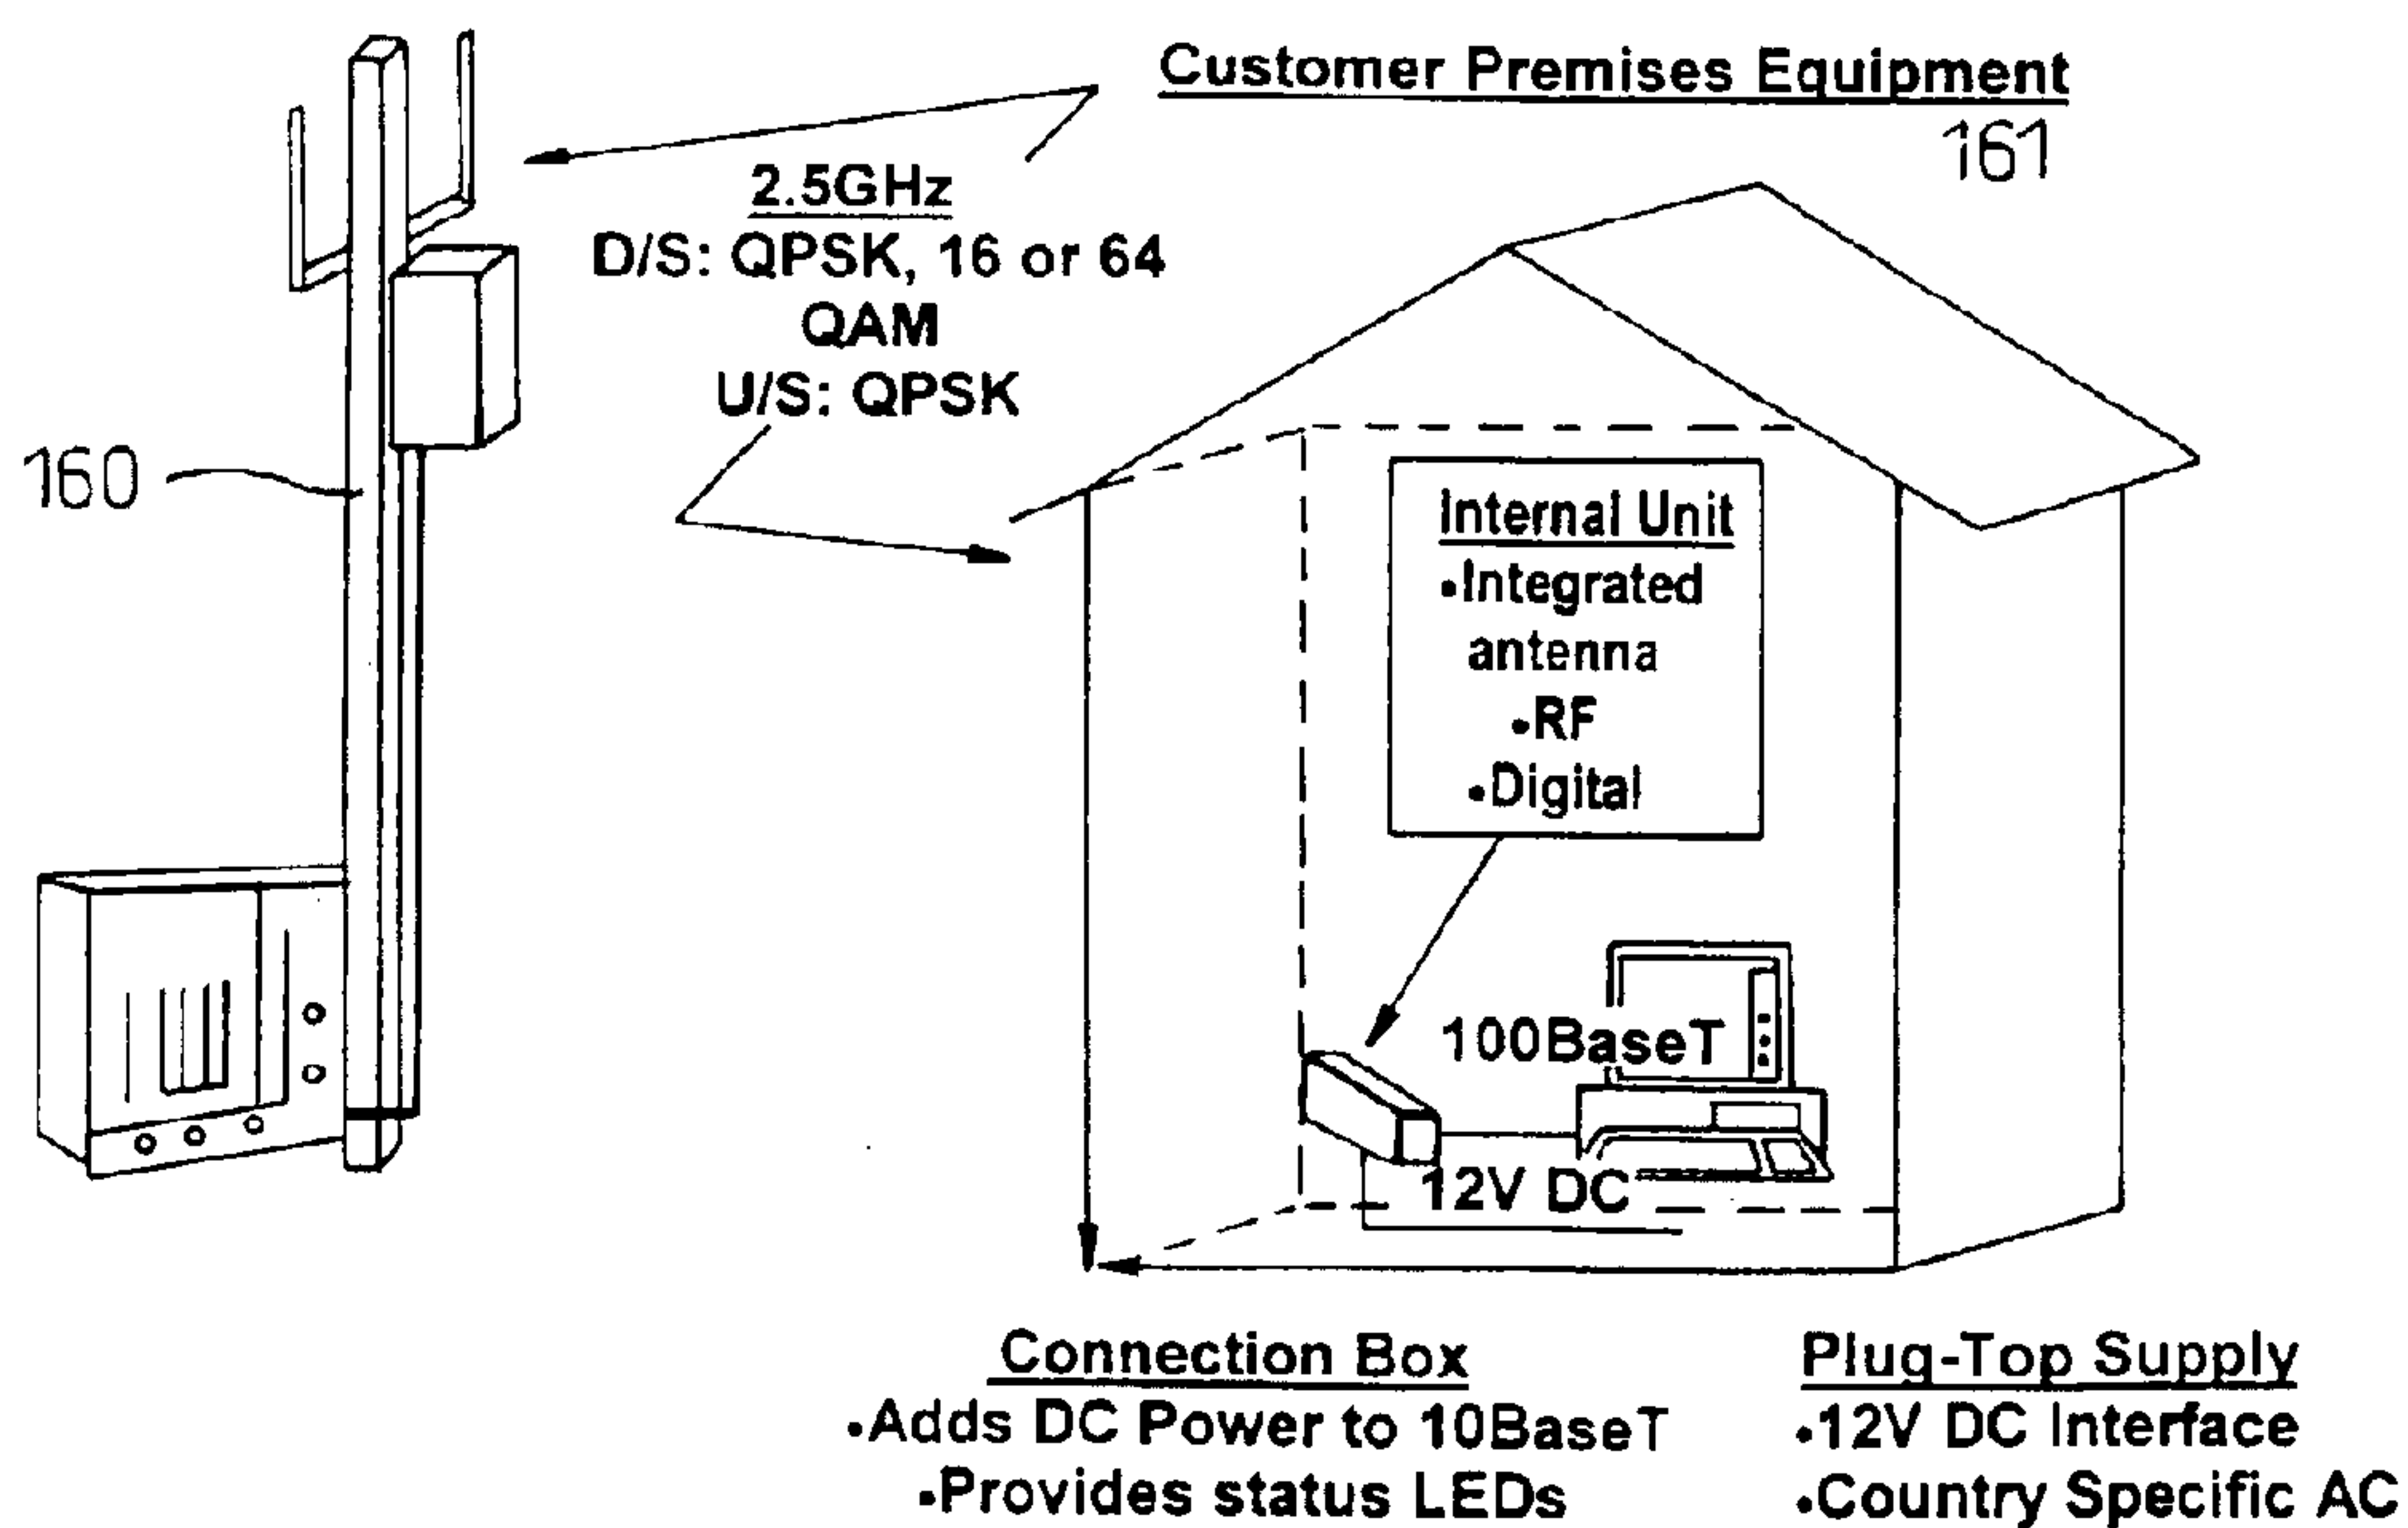 Customer Premises Equipment
161
2.5GHz
D/S: QPSK, 16 or 64
QAM
U/S: QPSK
160
Internal Unit
•Integrated
antenna
•RF
•Digital
100BaseT
12V DC
Connection Box
•Adds DC Power to 10BaseT
•Provides status LEDs
Plug-Top Supply
•12V DC Interface
•Country Specific AC